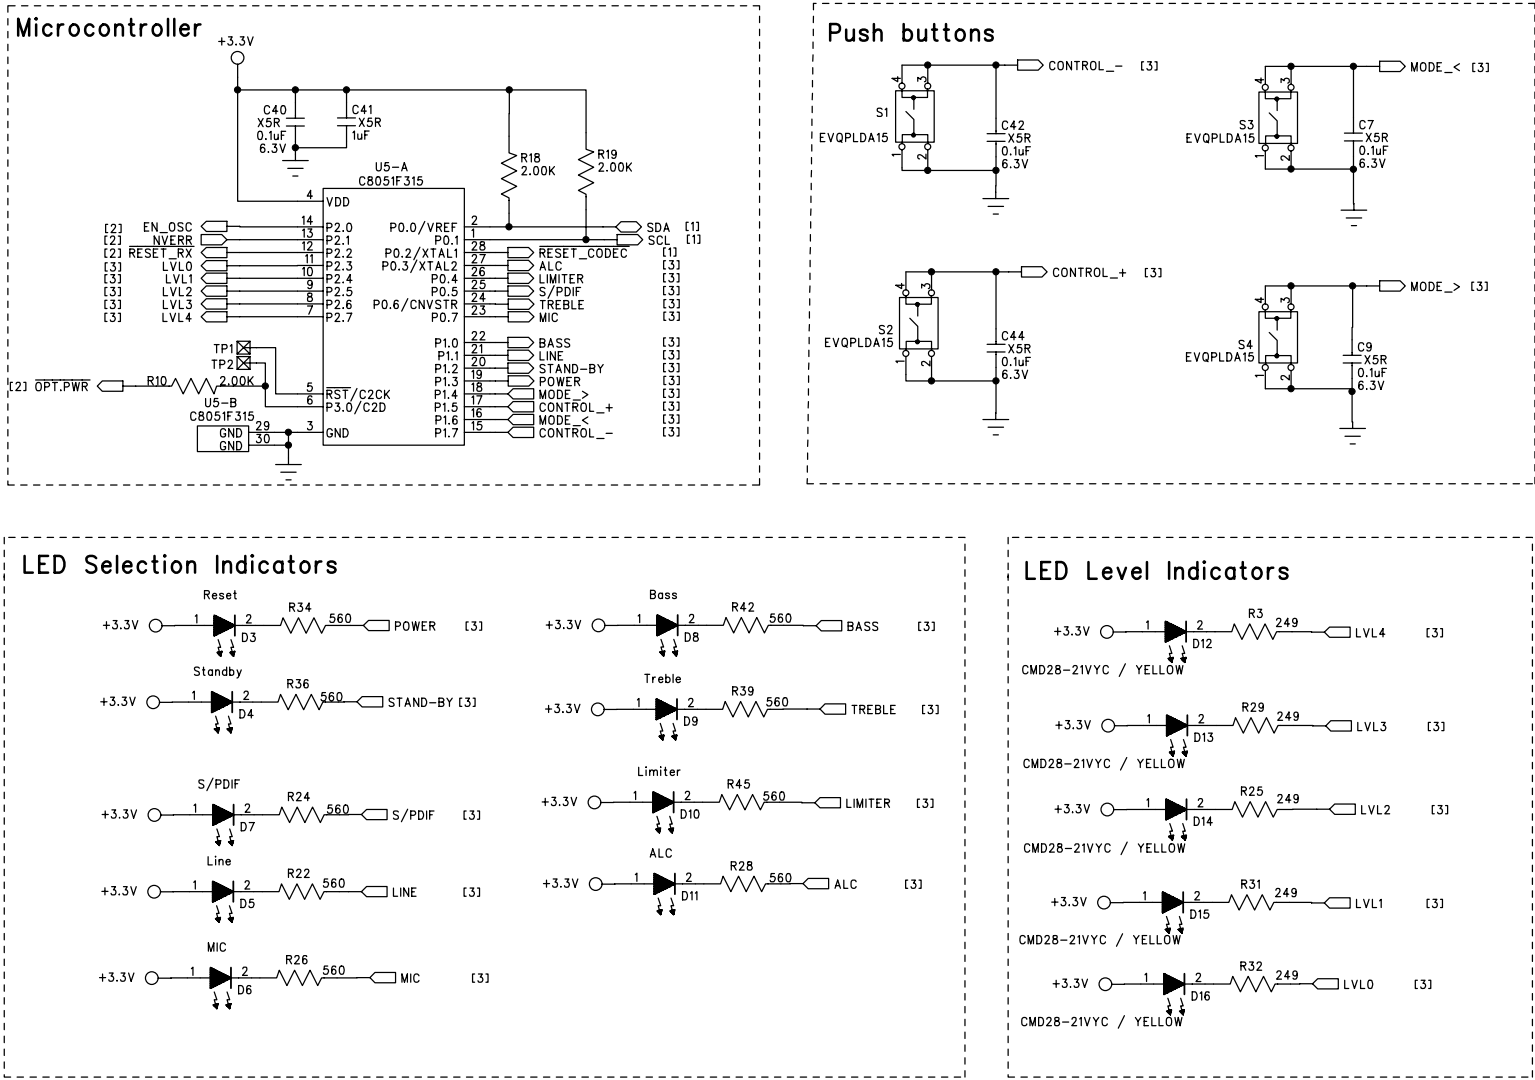 Microcontroller
+3.3V
C40
X5R
0.1uF
6.3V
C41
X5R
1uF
R18
2.00K
R19
2.00K
U5-A
C8051F315
4 VDD
[2] EN_OSC 14 P2.0 P0.0/VREF 2 SDA [1]
[2] NVERR 13 P2.1 P0.1 1 SCL [1]
[2] RESET_RX 12 P2.2 P0.2/XTAL1 28 RESET_CODEC [1]
[3] LVL0 11 P2.3 P0.3/XTAL2 27 ALC [3]
[3] LVL1 10 P2.4 P0.4 26 LIMITER [3]
[3] LVL2 9 P2.5 P0.5 25 S/PDIF [3]
[3] LVL3 8 P2.6 P0.6/CNVSTR 24 TREBLE [3]
[3] LVL4 7 P2.7 P0.7 23 MIC [3]
P1.0 22 BASS [3]
TP1 P1.1 21 LINE [3]
TP2 P1.2 20 STAND-BY [3]
P1.3 19 POWER [3]
[2] OPT.PWR R10 2.00K
5 RST/C2CK P1.4 18 MODE_> [3]
6 P3.0/C2D P1.5 17 CONTROL_+ [3]
P1.6 16 MODE_< [3]
U5-B
C8051F315
GND 29 3 GND P1.7 15 CONTROL_- [3]
GND 30
Push buttons
CONTROL_- [3]
4 3
S1
EVQPLDA15
1 2
C42
X5R
0.1uF
6.3V
MODE_< [3]
4 3
S3
EVQPLDA15
1 2
C7
X5R
0.1uF
6.3V
CONTROL_+ [3]
4 3
S2
EVQPLDA15
1 2
C44
X5R
0.1uF
6.3V
MODE_> [3]
4 3
S4
EVQPLDA15
1 2
C9
X5R
0.1uF
6.3V
LED Selection Indicators
Reset
+3.3V 1 2 D3 R34 560 POWER [3]
Standby
+3.3V 1 2 D4 R36 560 STAND-BY [3]
S/PDIF
+3.3V 1 2 D7 R24 560 S/PDIF [3]
Line
+3.3V 1 2 D5 R22 560 LINE [3]
MIC
+3.3V 1 2 D6 R26 560 MIC [3]
Bass
+3.3V 1 2 D8 R42 560 BASS [3]
Treble
+3.3V 1 2 D9 R39 560 TREBLE [3]
Limiter
+3.3V 1 2 D10 R45 560 LIMITER [3]
ALC
+3.3V 1 2 D11 R28 560 ALC [3]
LED Level Indicators
+3.3V 1 2 D12 R3 249 LVL4 [3]
CMD28-21VYC / YELLOW
+3.3V 1 2 D13 R29 249 LVL3 [3]
CMD28-21VYC / YELLOW
+3.3V 1 2 D14 R25 249 LVL2 [3]
CMD28-21VYC / YELLOW
+3.3V 1 2 D15 R31 249 LVL1 [3]
CMD28-21VYC / YELLOW
+3.3V 1 2 D16 R32 249 LVL0 [3]
CMD28-21VYC / YELLOW